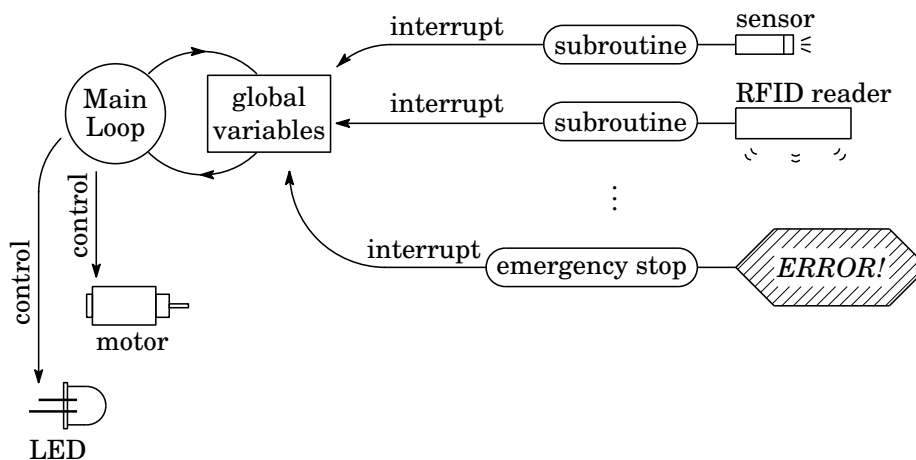 sensor
interrupt
subroutine
Main
Loop
global
variables
RFID reader
interrupt
subroutine
control
control
interrupt
emergency stop
ERROR!
motor
LED